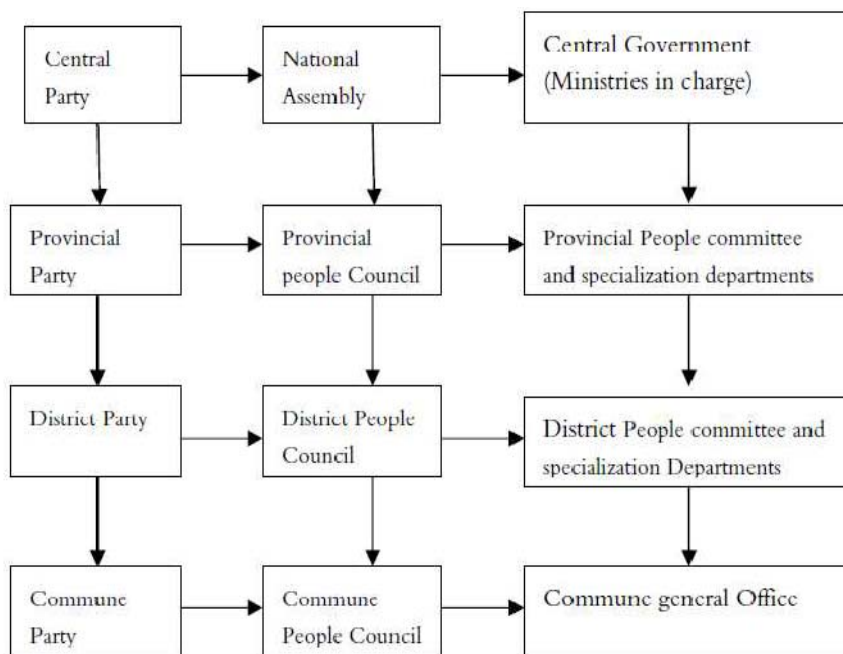 Central
Party
National
Assembly
Central Government
(Ministries in charge)
Provincial
Party
Provincial
people Council
Provincial People committee
and specialization departments
District Party
District People
Council
District People committee and
specialization Departments
Commune
Party
Commune
People Council
Commune general Office